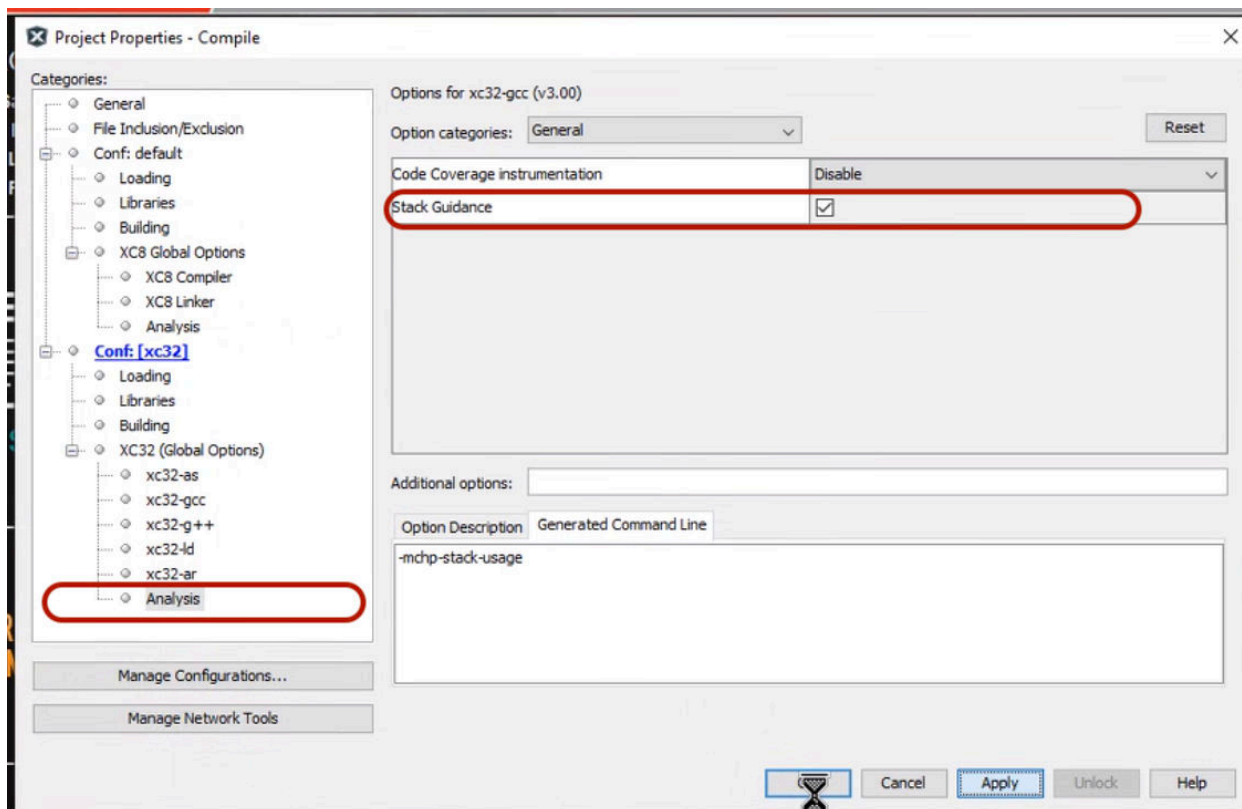 Project Properties - Compile
Categories:
General
File Inclusion/Exclusion
Conf: default
Loading
Libraries
Building
XC8 Global Options
XC8 Compiler
XC8 Linker
Analysis
Conf: [xc32]
Loading
Libraries
Building
XC32 (Global Options)
xc32-as
xc32-gcc
xc32-g++
xc32-ld
xc32-ar
Analysis
Manage Configurations...
Manage Network Tools
Options for xc32-gcc (v3.00)
Option categories: General Reset
Code Coverage instrumentation Disable
Stack Guidance
Additional options:
Option Description Generated Command Line
-mchp-stack-usage
Cancel Apply Unlock Help